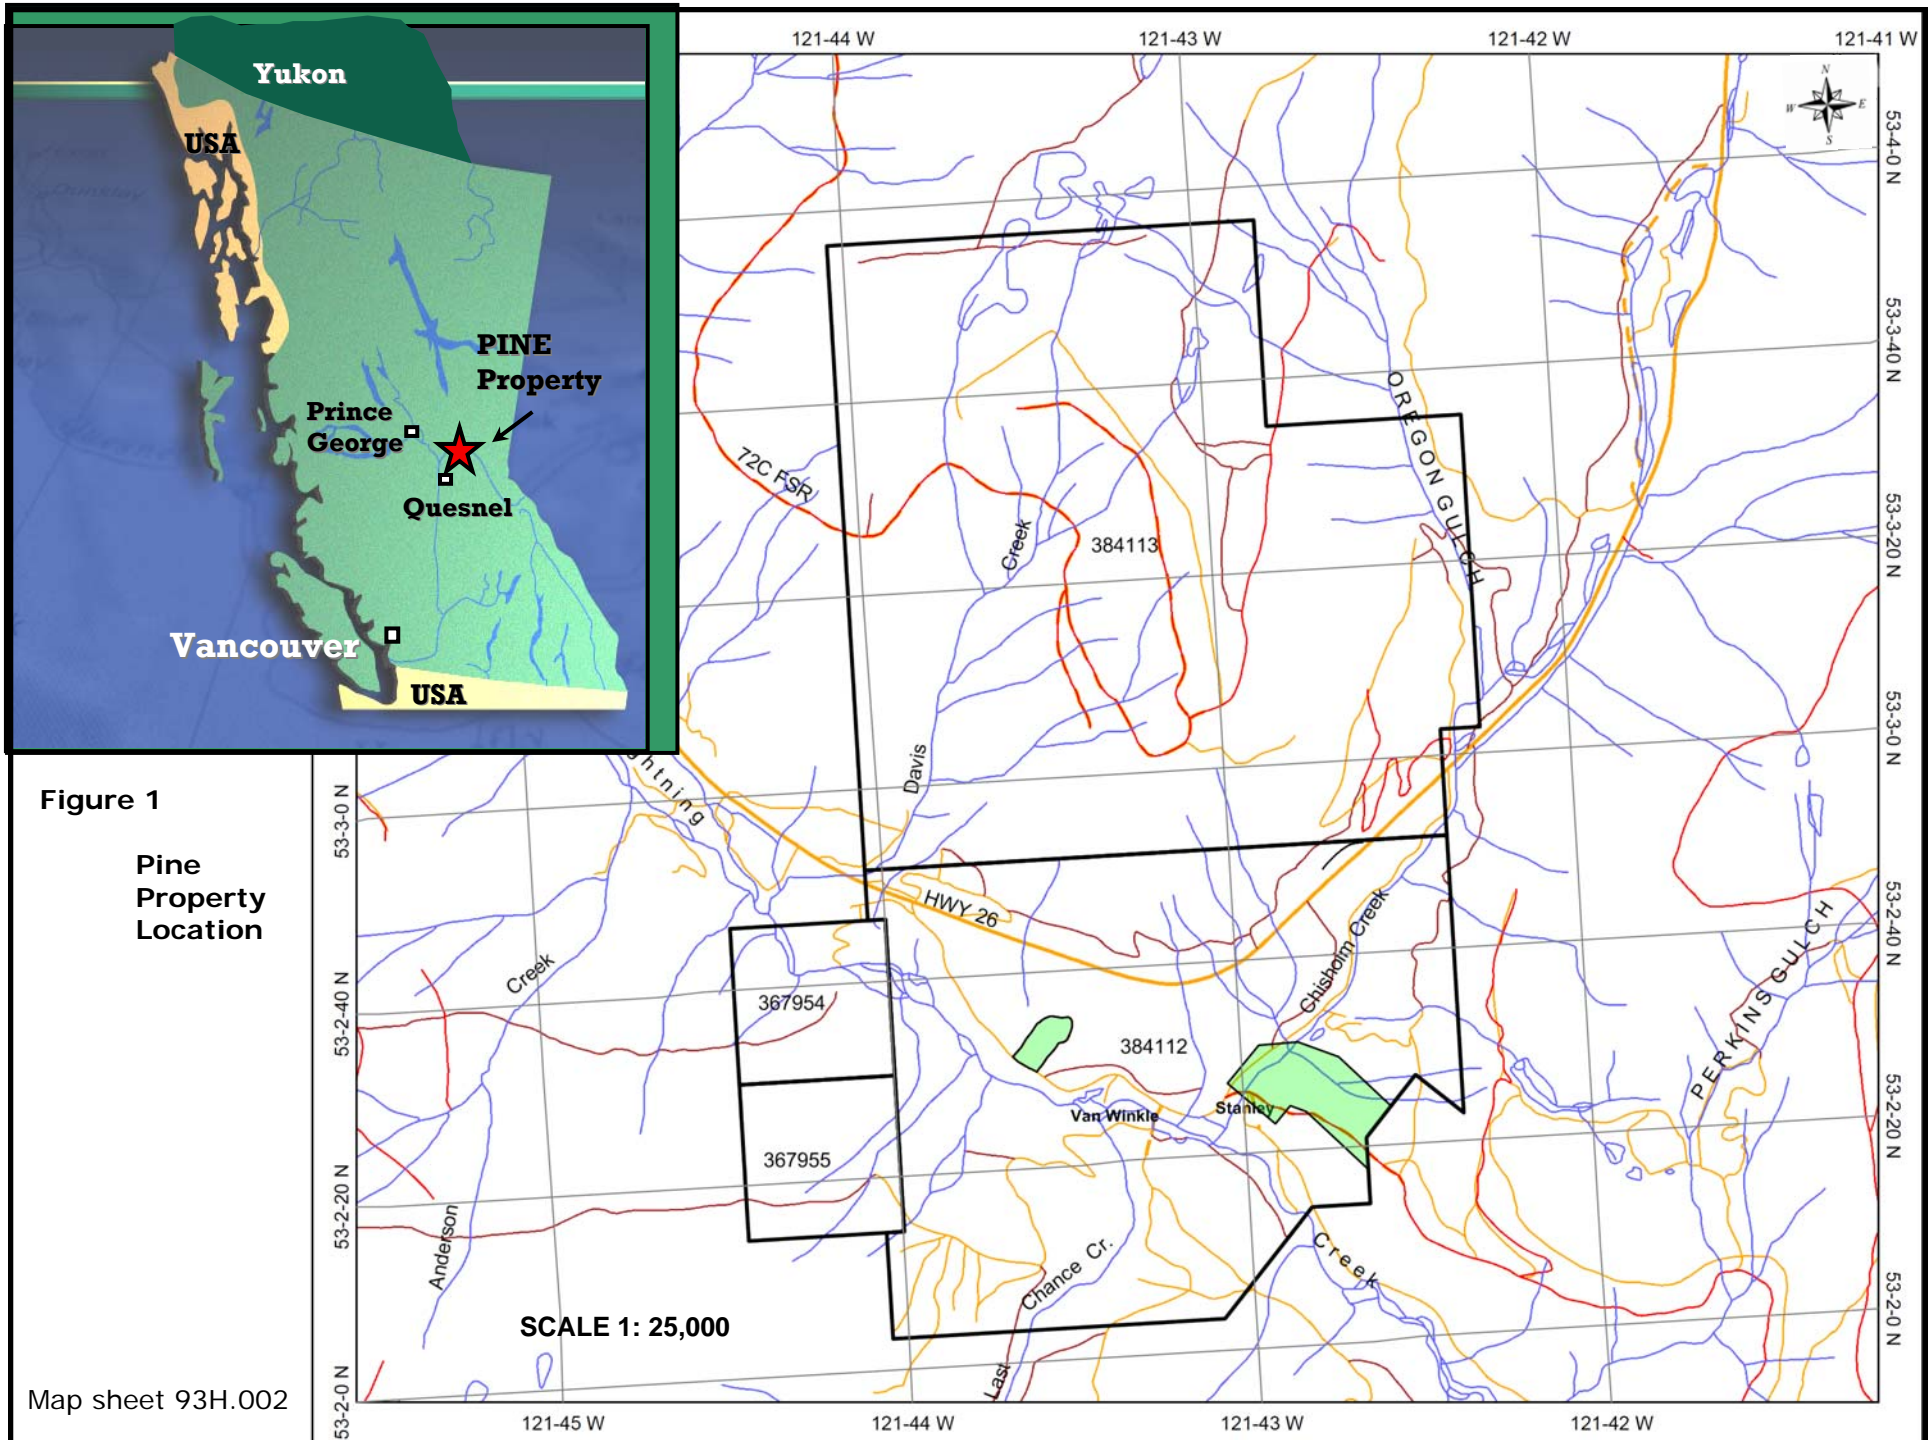 Yukon
USA
PINE
Property
Prince
George
Quesnel
Vancouver
USA
Figure 1
Pine
Property
Location
Map sheet 93H.002
121-44 W
121-43 W
121-42 W
121-41 W
N
W
E
S
53-4-0 N
53-3-40 N
53-3-20 N
53-3-0 N
53-2-40 N
53-2-20 N
53-2-0 N
72C FSR
OREGON GULCH
Creek
384113
Davis
htning
HWY 26
Chisholm Creek
Creek
367954
384112
PERKINS GULCH
Van Winkle
Stanley
367955
Anderson
Chance Cr.
Last
Creek
SCALE 1: 25,000
53-3-0 N
53-2-40 N
53-2-20 N
53-2-0 N
121-45 W
121-44 W
121-43 W
121-42 W